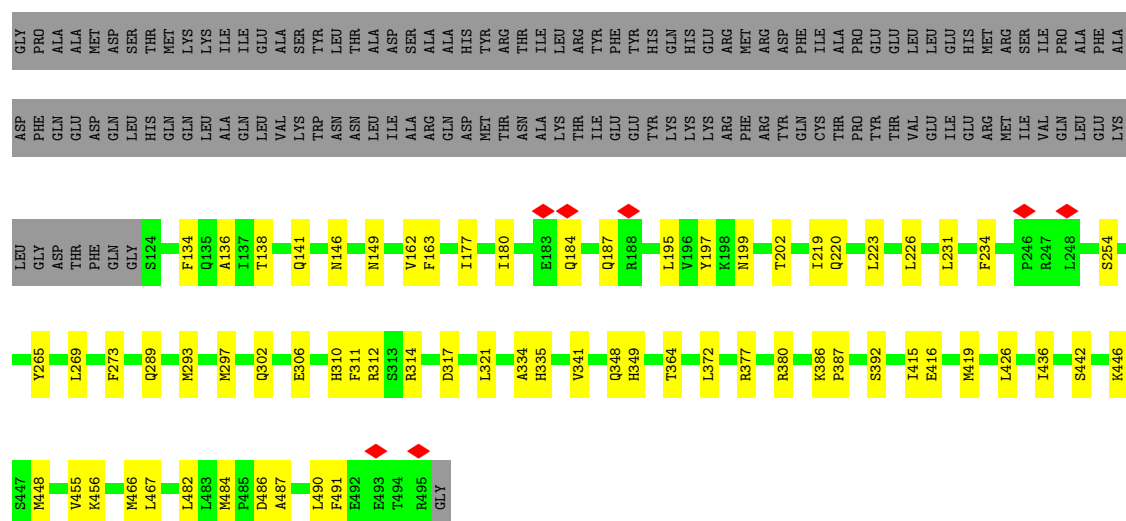 GLY PRO ALA ALA MET ASP SER THR MET LYS LYS ILE ILE GLU ALA SER TYR LEU THR ALA ASP SER ALA ALA HIS TYR ARG THR ILE LEU ARG TYR PHE TYR HIS GLN HIS GLU ARG MET ARG ASP PHE ILE ALA PRO GLU GLU LEU LEU GLU HIS MET ARG SER ILE PRO ALA PHE ALA
ASP PHE GLN GLU ASP GLN LEU HIS GLN GLN LEU ALA GLN LEU VAL LYS TRP ASN ASN LEU ILE ALA ARG GLN ASP MET THR ASN ALA LYS THR ILE GLU GLU TYR LYS LYS LYS ARG PHE ARG TYR GLN CYS THR PRO TYR THR VAL GLU ILE GLU ARG MET ILE VAL GLN LEU GLU LYS
LEU GLY ASP THR PHE GLN GLY S124 F134 Q135 A136 I137 T138 Q141 N146 N149 V162 F163 I177 I180 E183 Q184 Q187 R188 L195 V196 Y197 K198 N199 T202 I219 Q220 L223 L226 L231 F234 P246 R247 L248 S254
Y265 L269 F273 Q289 M293 M297 Q302 E306 H310 F311 R312 S313 R314 D317 L321 A334 H335 V341 Q348 H349 T364 L372 R377 R380 K386 P387 S392 I415 E416 M419 L426 I436 S442 K446
S447 M448 V455 K456 M466 L467 L482 L483 M484 P485 D486 A487 L490 F491 E492 E493 T494 R495 GLY